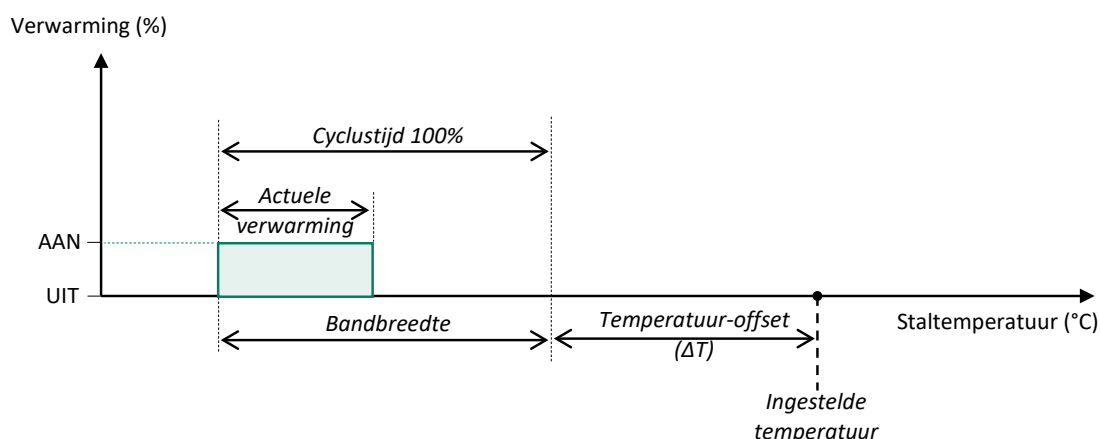 Verwarming (%)
Cyclustijd 100%
Actuele
verwarming
AAN
UIT
Bandbreedte
Temperatuur-offset
(ΔT)
Staltemperatuur (°C)
Ingestelde
temperatuur